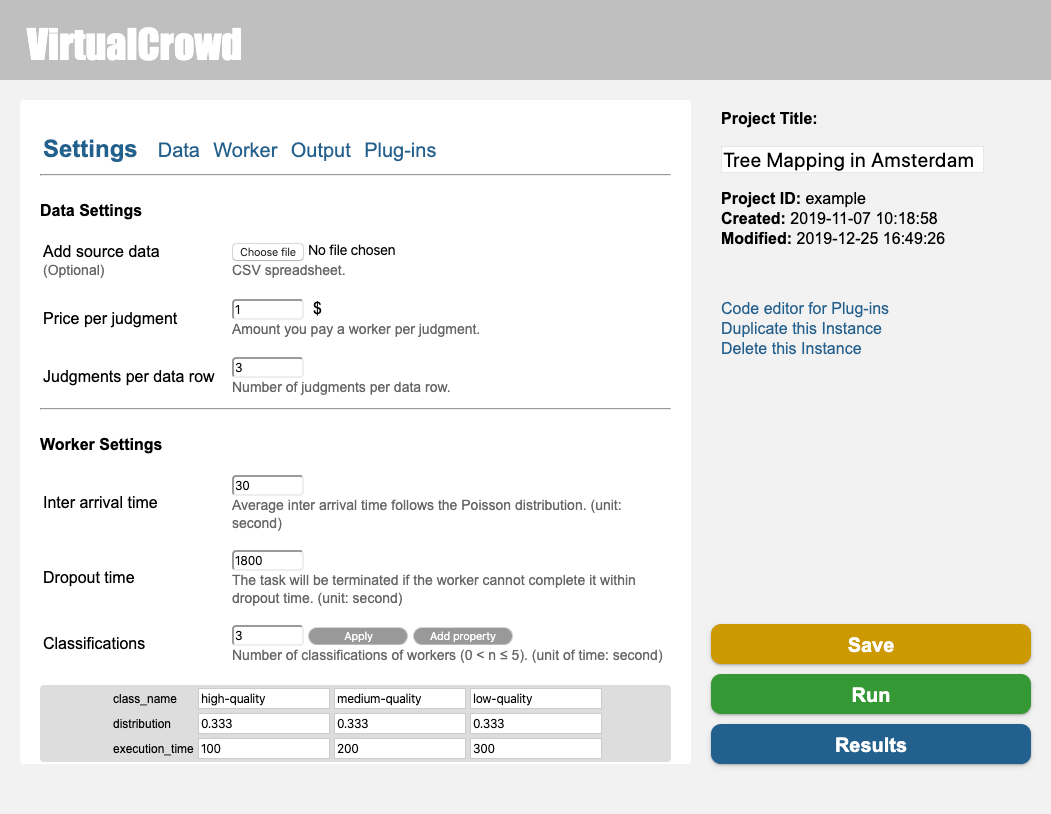 VirtualCrowd
Settings Data Worker Output Plug-ins
Data Settings
Add source data
(Optional)
Choose file No file chosen
CSV spreadsheet.
Price per judgment
1 $
Amount you pay a worker per judgment.
Judgments per data row
3
Number of judgments per data row.
Worker Settings
Inter arrival time
30
Average inter arrival time follows the Poisson distribution. (unit:
second)
Dropout time
1800
The task will be terminated if the worker cannot complete it within
dropout time. (unit: second)
Classifications
3 Apply Add property
Number of classifications of workers (0 < n ≤ 5). (unit of time: second)
class_name high-quality medium-quality low-quality
distribution 0.333 0.333 0.333
execution_time 100 200 300
Project Title:
Tree Mapping in Amsterdam
Project ID: example
Created: 2019-11-07 10:18:58
Modified: 2019-12-25 16:49:26
Code editor for Plug-ins
Duplicate this Instance
Delete this Instance
Save
Run
Results